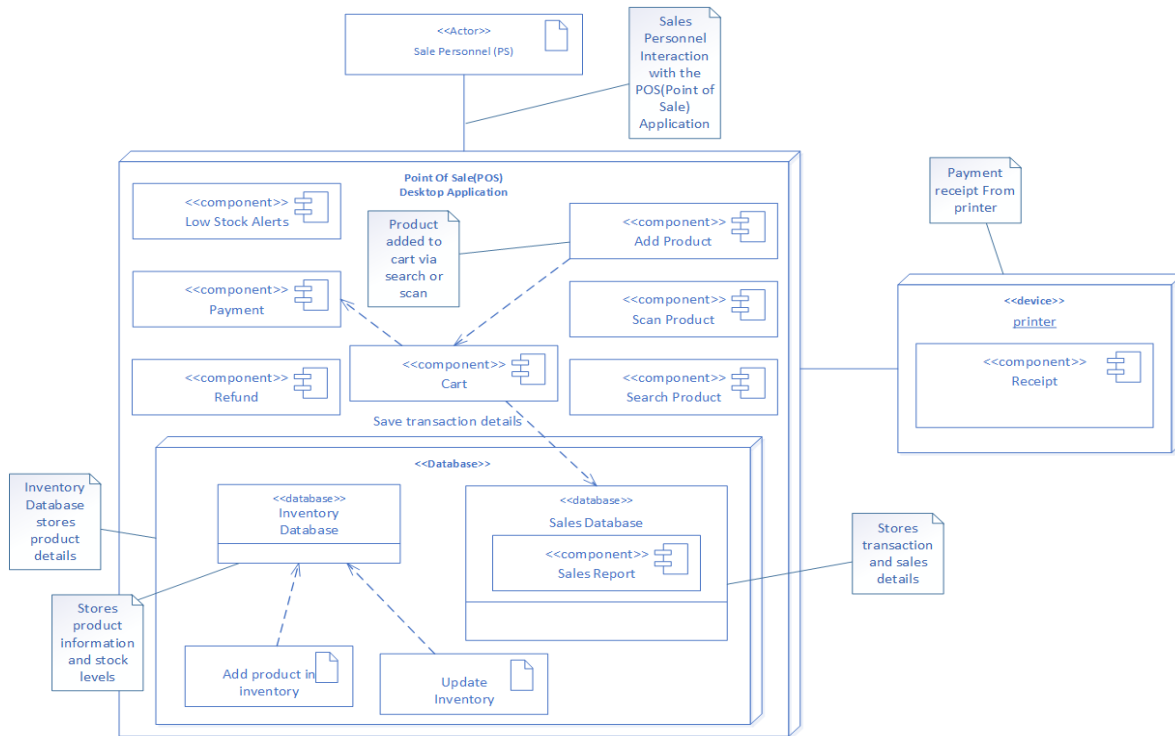 <<Actor>>
Sale Personnel (PS)
Sales
Personnel
Interaction
with the
POS(Point of
Sale)
Application
Point Of Sale(POS)
Desktop Application
<<component>>
Low Stock Alerts
Product
added to
cart via
search or
scan
<<component>>
Add Product
Payment
receipt From
printer
<<component>>
Payment
<<component>>
Scan Product
<<device>>
printer
<<component>>
Receipt
<<component>>
Refund
<<component>>
Cart
<<component>>
Search Product
Save transaction details
<<Database>>
Inventory
Database
stores
product
details
<<database>>
Inventory
Database
<<database>>
Sales Database
<<component>>
Sales Report
Stores
transaction
and sales
details
Stores
product
information
and stock
levels
Add product in
inventory
Update
Inventory